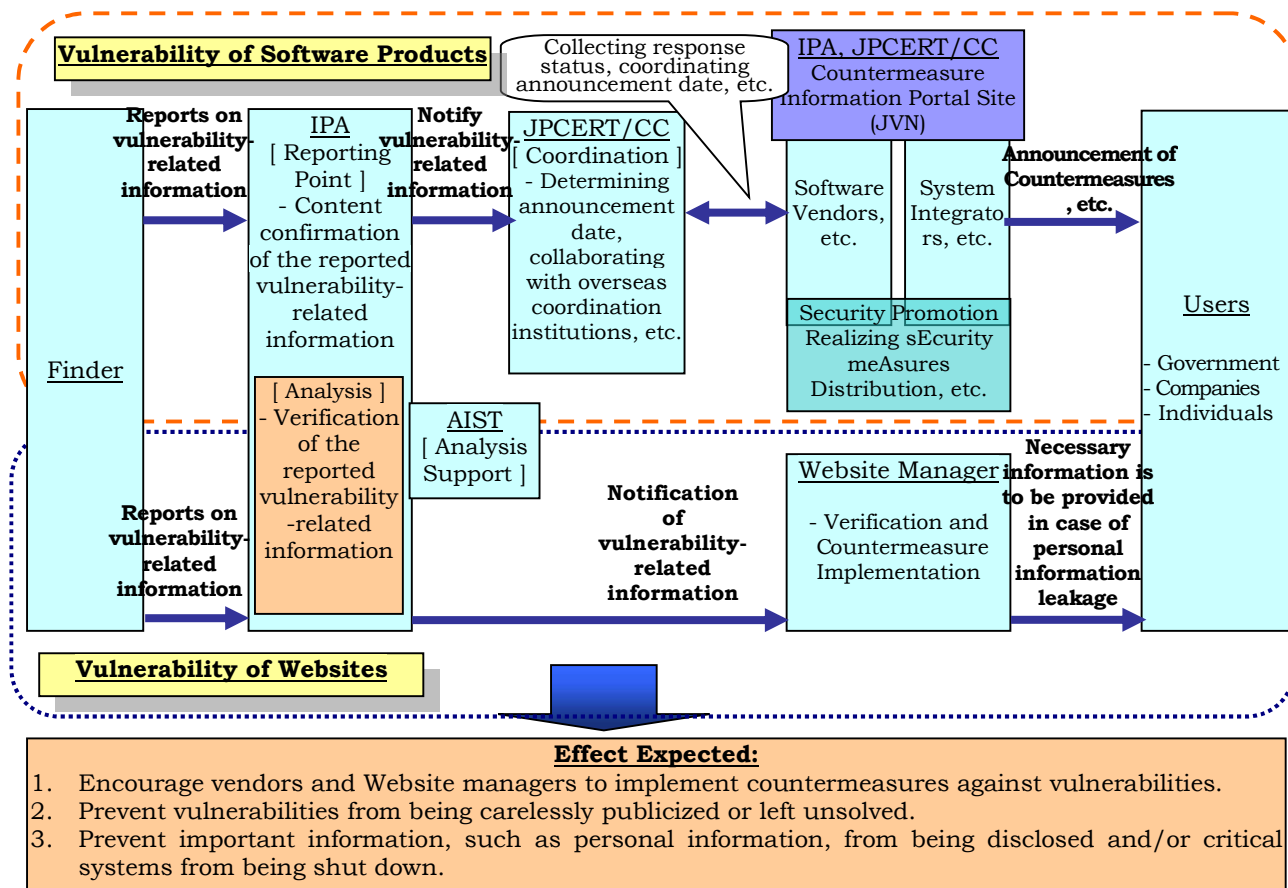 Vulnerability of Software Products
Collecting response
status, coordinating
announcement date, etc.
IPA, JPCERT/CC
Countermeasure
Information Portal Site
(JVN)
Finder
Reports on
vulnerability-
related
information
IPA
[ Reporting
Point ]
- Content
confirmation
of the reported
vulnerability-
related
information
Notify
vulnerability-
related
information
JPCERT/CC
[ Coordination ]
- Determining
announcement
date,
collaborating
with overseas
coordination
institutions, etc.
Software
Vendors,
etc.
System
Integrato
rs, etc.
Announcement of
Countermeasures
, etc.
Security Promotion
Realizing sEcurity
meAsures
Distribution, etc.
Users
- Government
- Companies
- Individuals
[ Analysis ]
- Verification
of the
reported
vulnerability
-related
information
AIST
[ Analysis
Support ]
Reports on
vulnerability-
related
information
Notification
of
vulnerability-
related
information
Website Manager
- Verification and
Countermeasure
Implementation
Necessary
information is
to be provided
in case of
personal
information
leakage
Vulnerability of Websites
Effect Expected:
1. Encourage vendors and Website managers to implement countermeasures against vulnerabilities.
2. Prevent vulnerabilities from being carelessly publicized or left unsolved.
3. Prevent important information, such as personal information, from being disclosed and/or critical
systems from being shut down.